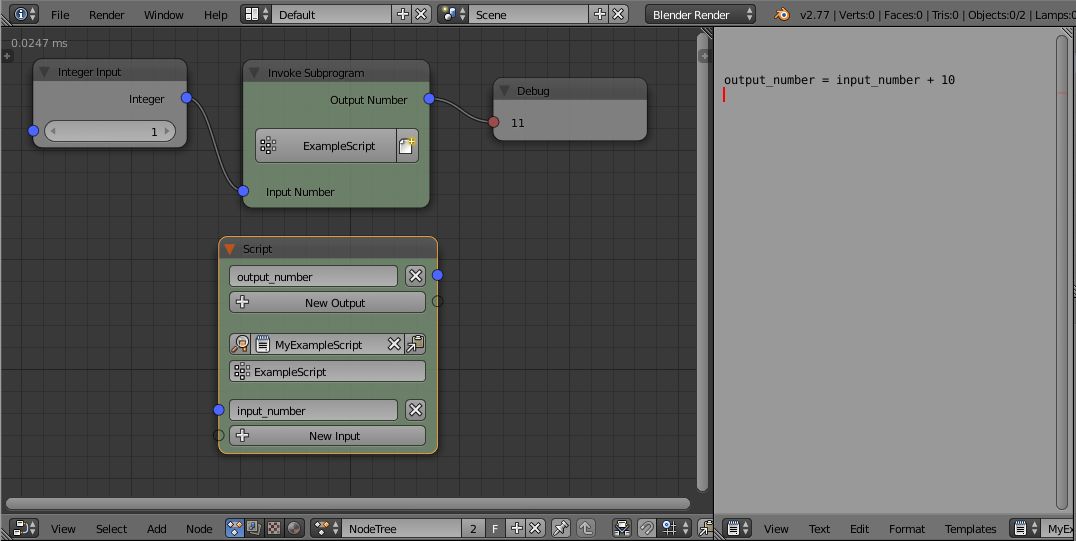 File Render Window Help Default Scene Blender Render v2.77 | Verts:0 | Faces:0 | Tris:0 | Objects:0/2 | Lamps:0
0.0247 ms
Integer Input
Integer
1
Invoke Subprogram
Output Number
ExampleScript
Input Number
Debug
11
Script
output_number
New Output
MyExampleScript
ExampleScript
input_number
New Input
output_number = input_number + 10
View Select Add Node NodeTree 2 F
View Text Edit Format Templates MyEx